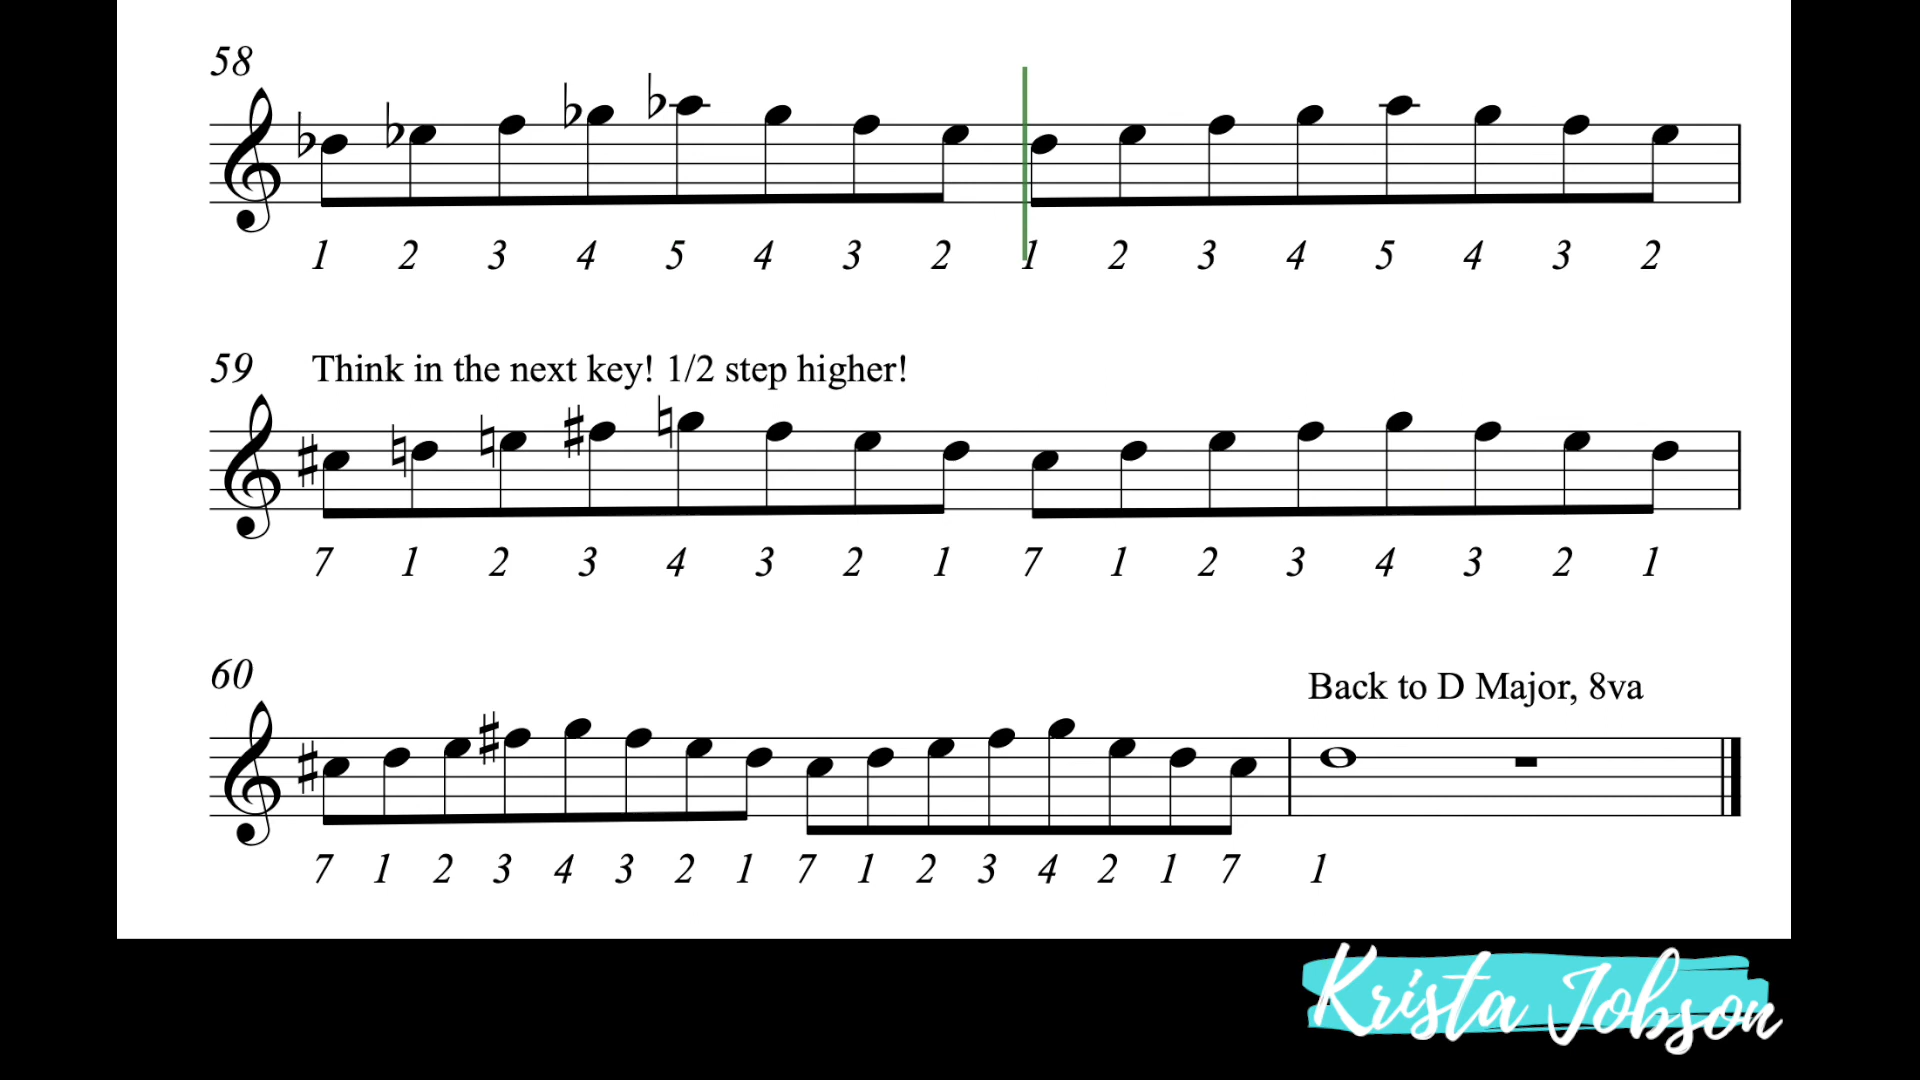 58
1 2 3 4 5 4 3 2 1 2 3 4 5 4 3 2
59 Think in the next key! 1/2 step higher!
7 1 2 3 4 3 2 1 7 1 2 3 4 3 2 1
60 Back to D Major, 8va
7 1 2 3 4 3 2 1 7 1 2 3 4 2 1 7 1
Krista Jobson